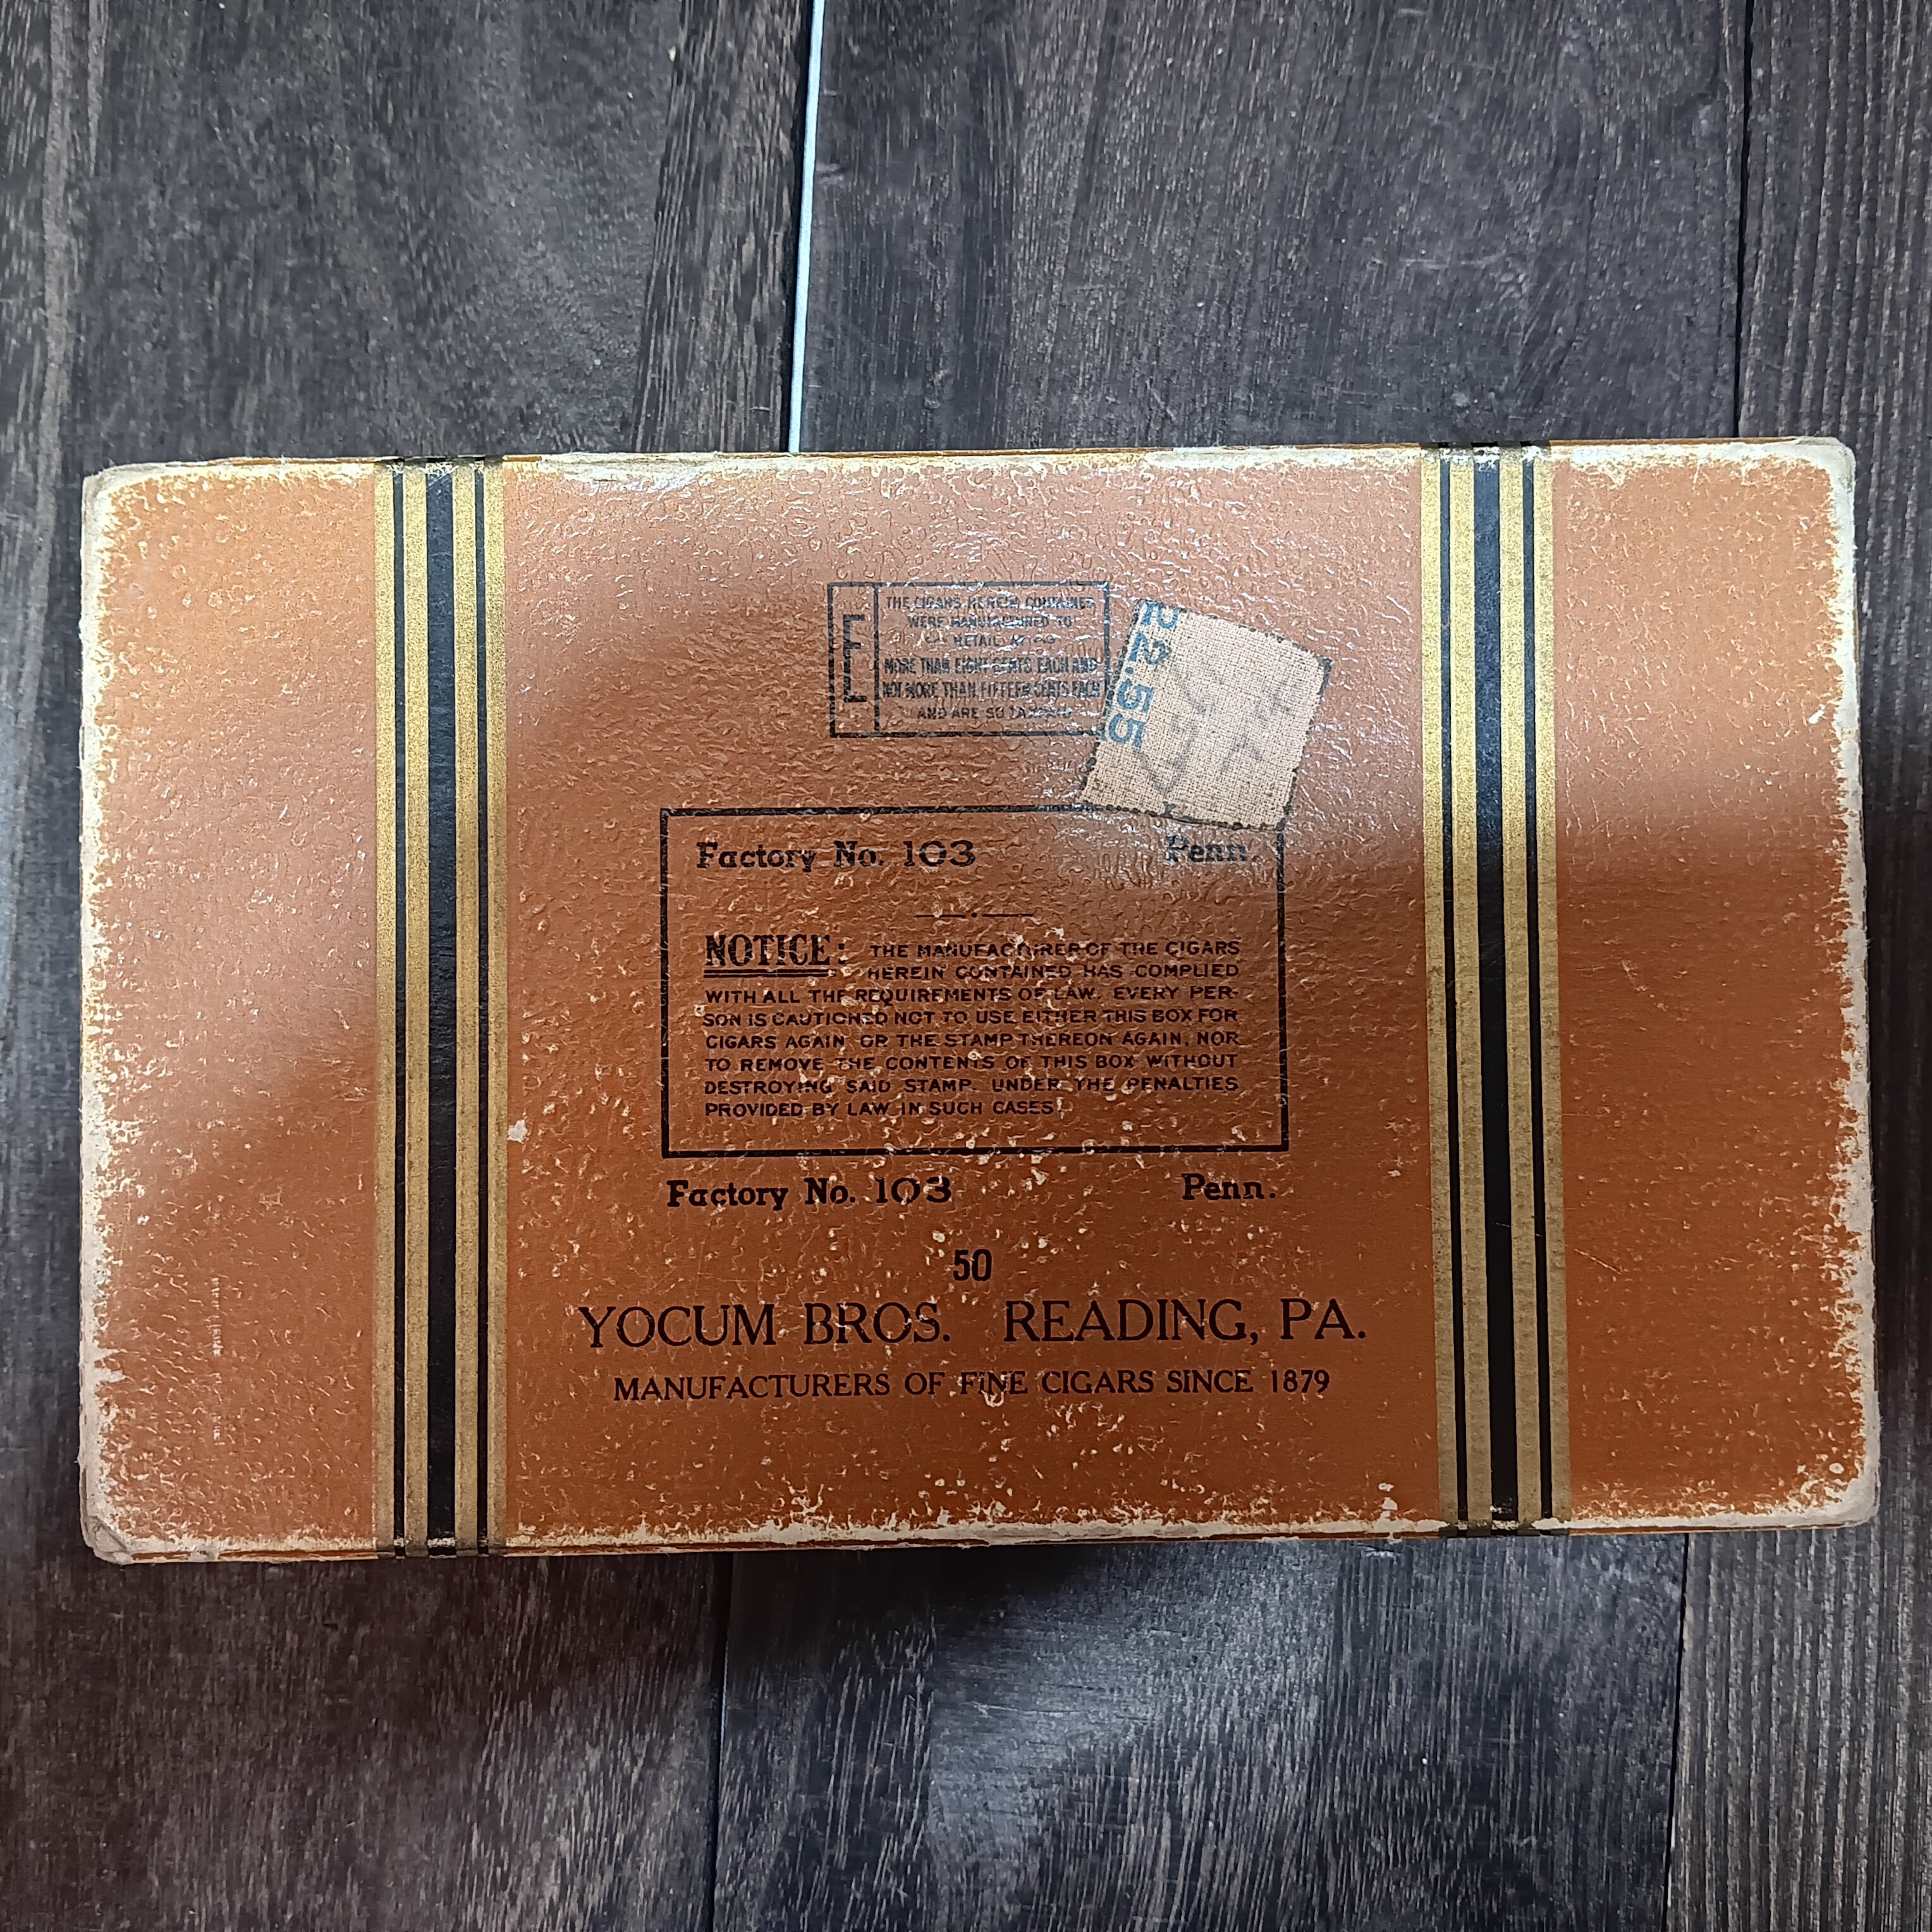 E
THE CIGARS HEREIN CONTAINED
WERE MANUFACTURED TO
RETAIL AT
MORE THAN EIGHT CENTS EACH AND
NOT MORE THAN FIFTEEN CENTS EACH
AND ARE SO TAXPAID
22.55
Factory No. 103 Penn.
NOTICE: THE MANUFACTURER OF THE CIGARS
HEREIN CONTAINED HAS COMPLIED
WITH ALL THE REQUIREMENTS OF LAW. EVERY PER-
SON IS CAUTIONED NOT TO USE EITHER THIS BOX FOR
CIGARS AGAIN, OR THE STAMP THEREON AGAIN, NOR
TO REMOVE THE CONTENTS OF THIS BOX WITHOUT
DESTROYING SAID STAMP, UNDER THE PENALTIES
PROVIDED BY LAW IN SUCH CASES.
Factory No. 103 Penn.
50
YOCUM BROS. READING, PA.
MANUFACTURERS OF FINE CIGARS SINCE 1879